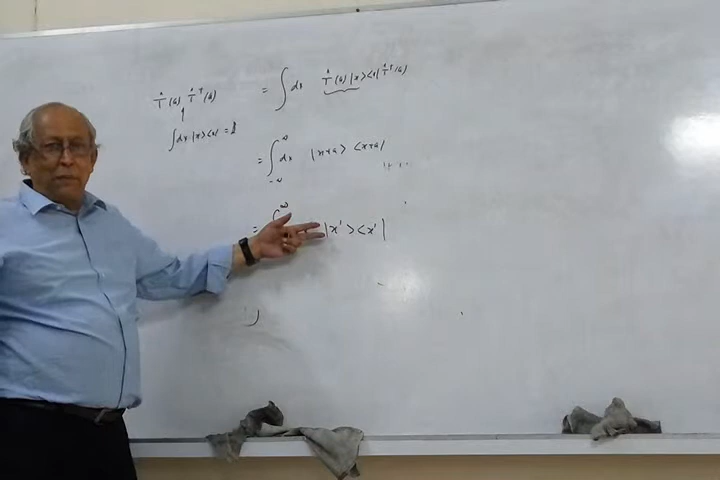 T̂(a) T̂†(a) = ∫dx T̂(a)|x><x|T̂†(a)
∫dx |x><x| = 1
= ∫_{-∞}^{∞} dx |x+a> <x+a|
= ∫^{∞} |x'><x'|